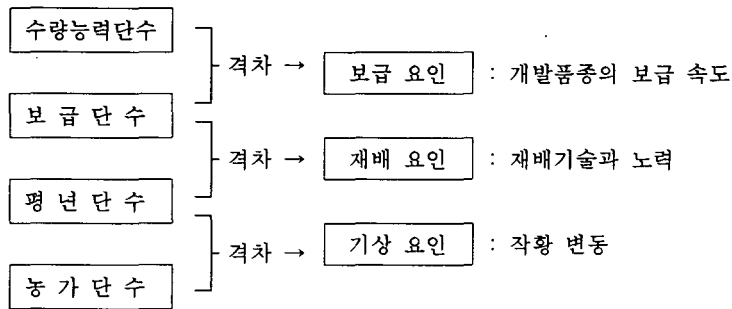 수량능력단수
격차 → 보급 요인 : 개발품종의 보급 속도
보 급 단 수
격차 → 재배 요인 : 재배기술과 노력
평 년 단 수
격차 → 기상 요인 : 작황 변동
농 가 단 수